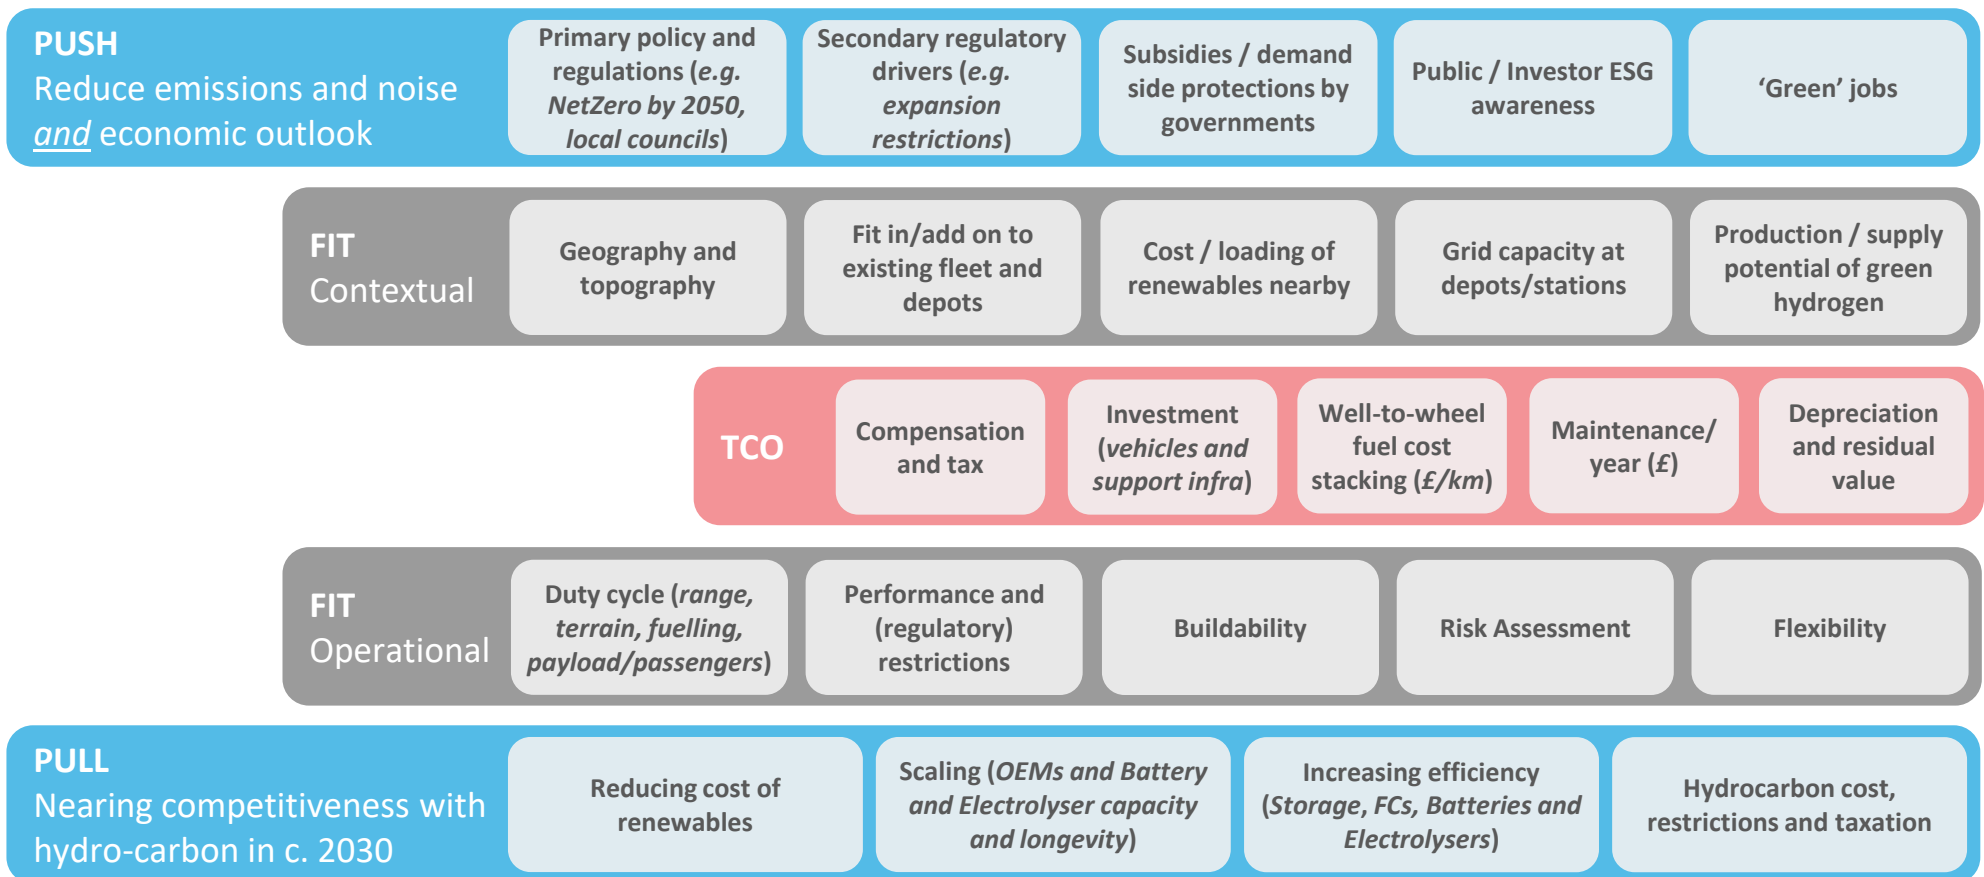 PUSH
Reduce emissions and noise
and economic outlook
Primary policy and
regulations (e.g.
NetZero by 2050,
local councils)
Secondary regulatory
drivers (e.g.
expansion
restrictions)
Subsidies / demand
side protections by
governments
Public / Investor ESG
awareness
‘Green’ jobs
FIT
Contextual
Geography and
topography
Fit in/add on to
existing fleet and
depots
Cost / loading of
renewables nearby
Grid capacity at
depots/stations
Production / supply
potential of green
hydrogen
TCO
Compensation
and tax
Investment
(vehicles and
support infra)
Well-to-wheel
fuel cost
stacking (£/km)
Maintenance/
year (£)
Depreciation
and residual
value
FIT
Operational
Duty cycle (range,
terrain, fuelling,
payload/passengers)
Performance and
(regulatory)
restrictions
Buildability
Risk Assessment
Flexibility
PULL
Nearing competitiveness with
hydro-carbon in c. 2030
Reducing cost of
renewables
Scaling (OEMs and Battery
and Electrolyser capacity
and longevity)
Increasing efficiency
(Storage, FCs, Batteries and
Electrolysers)
Hydrocarbon cost,
restrictions and taxation